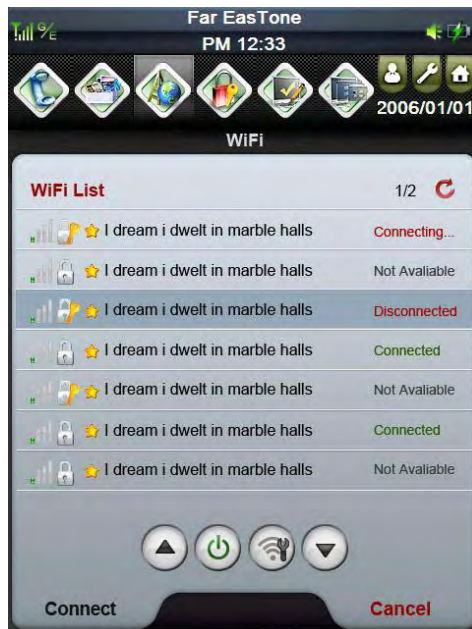 Far EasTone
G/E
PM 12:33
2006/01/01
WiFi
WiFi List
1/2
I dream i dwelt in marble halls Connecting...
I dream i dwelt in marble halls Not Avaliable
I dream i dwelt in marble halls Disconnected
I dream i dwelt in marble halls Connected
I dream i dwelt in marble halls Not Avaliable
I dream i dwelt in marble halls Connected
I dream i dwelt in marble halls Not Avaliable
Connect Cancel